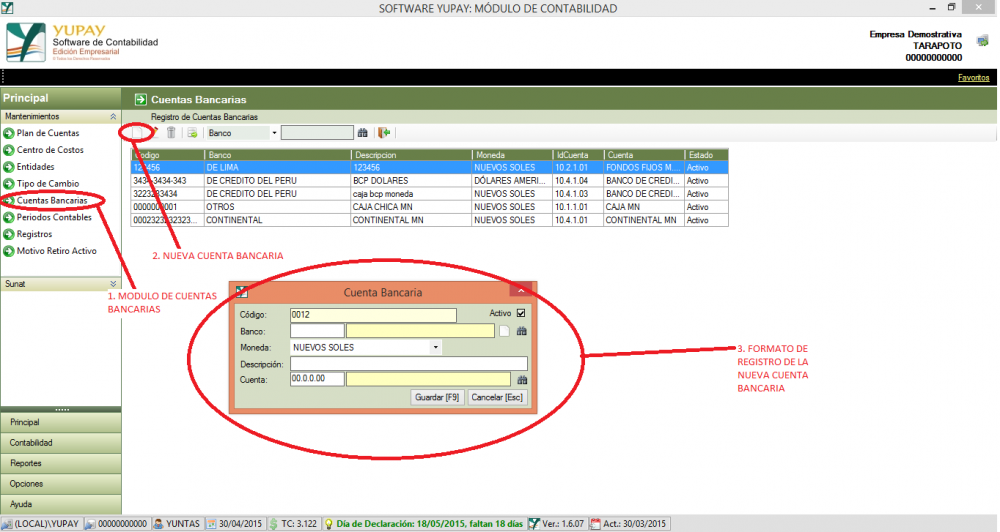 SOFTWARE YUPAY: MÓDULO DE CONTABILIDAD
YUPAY
Software de Contabilidad
Edición Empresarial
© Todos los Derechos Reservados
Empresa Demostrativa
TARAPOTO
00000000000
Favoritos
Principal
Cuentas Bancarias
Mantenimientos
Registro de Cuentas Bancarias
Plan de Cuentas
Centro de Costos
Entidades
Tipo de Cambio
Cuentas Bancarias
Periodos Contables
Registros
Motivo Retiro Activo
Sunat
Banco
Codigo Banco Descripcion Moneda IdCuenta Cuenta Estado
123456 DE LIMA 123456 NUEVOS SOLES 10.2.1.01 FONDOS FIJOS M... Activo
3434-3434-343 DE CREDITO DEL PERU BCP DOLARES DÓLARES AMERI... 10.4.1.04 BANCO DE CREDI... Activo
3223233434 DE CREDITO DEL PERU caja bcp moneda NUEVOS SOLES 10.4.1.03 BANCO DE CREDI... Activo
0000000001 OTROS CAJA CHICA MN NUEVOS SOLES 10.1.1.01 CAJA MN Activo
0002323232323... CONTINENTAL CONTINENTAL MN NUEVOS SOLES 10.4.1.01 CONTINENTAL MN Activo
2. NUEVA CUENTA BANCARIA
1. MODULO DE CUENTAS
BANCARIAS
Cuenta Bancaria
Código: 0012 Activo
Banco:
Moneda: NUEVOS SOLES
Descripción:
Cuenta: 00.0.0.00
Guardar [F9] Cancelar [Esc]
3. FORMATO DE
REGISTRO DE LA
NUEVA CUENTA
BANCARIA
Principal
Contabilidad
Reportes
Opciones
Ayuda
(LOCAL)\YUPAY 00000000000 YUNTAS 30/04/2015 TC: 3.122 Día de Declaración: 18/05/2015, faltan 18 días Ver.: 1.6.07 Act.: 30/03/2015